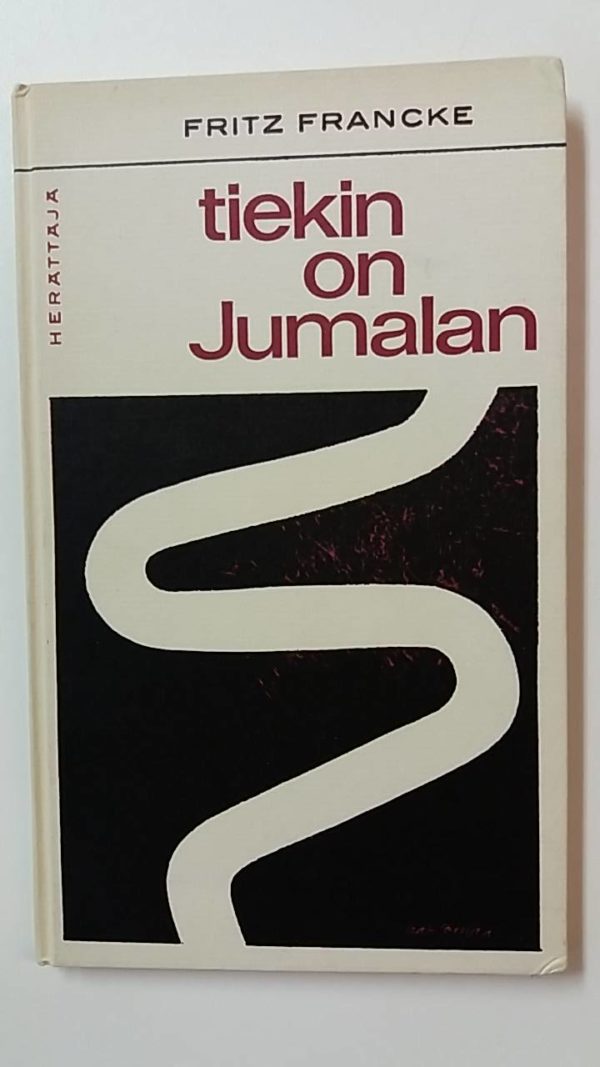 FRITZ FRANCKE
HERÄTTÄJÄ
tiekin
on
Jumalan